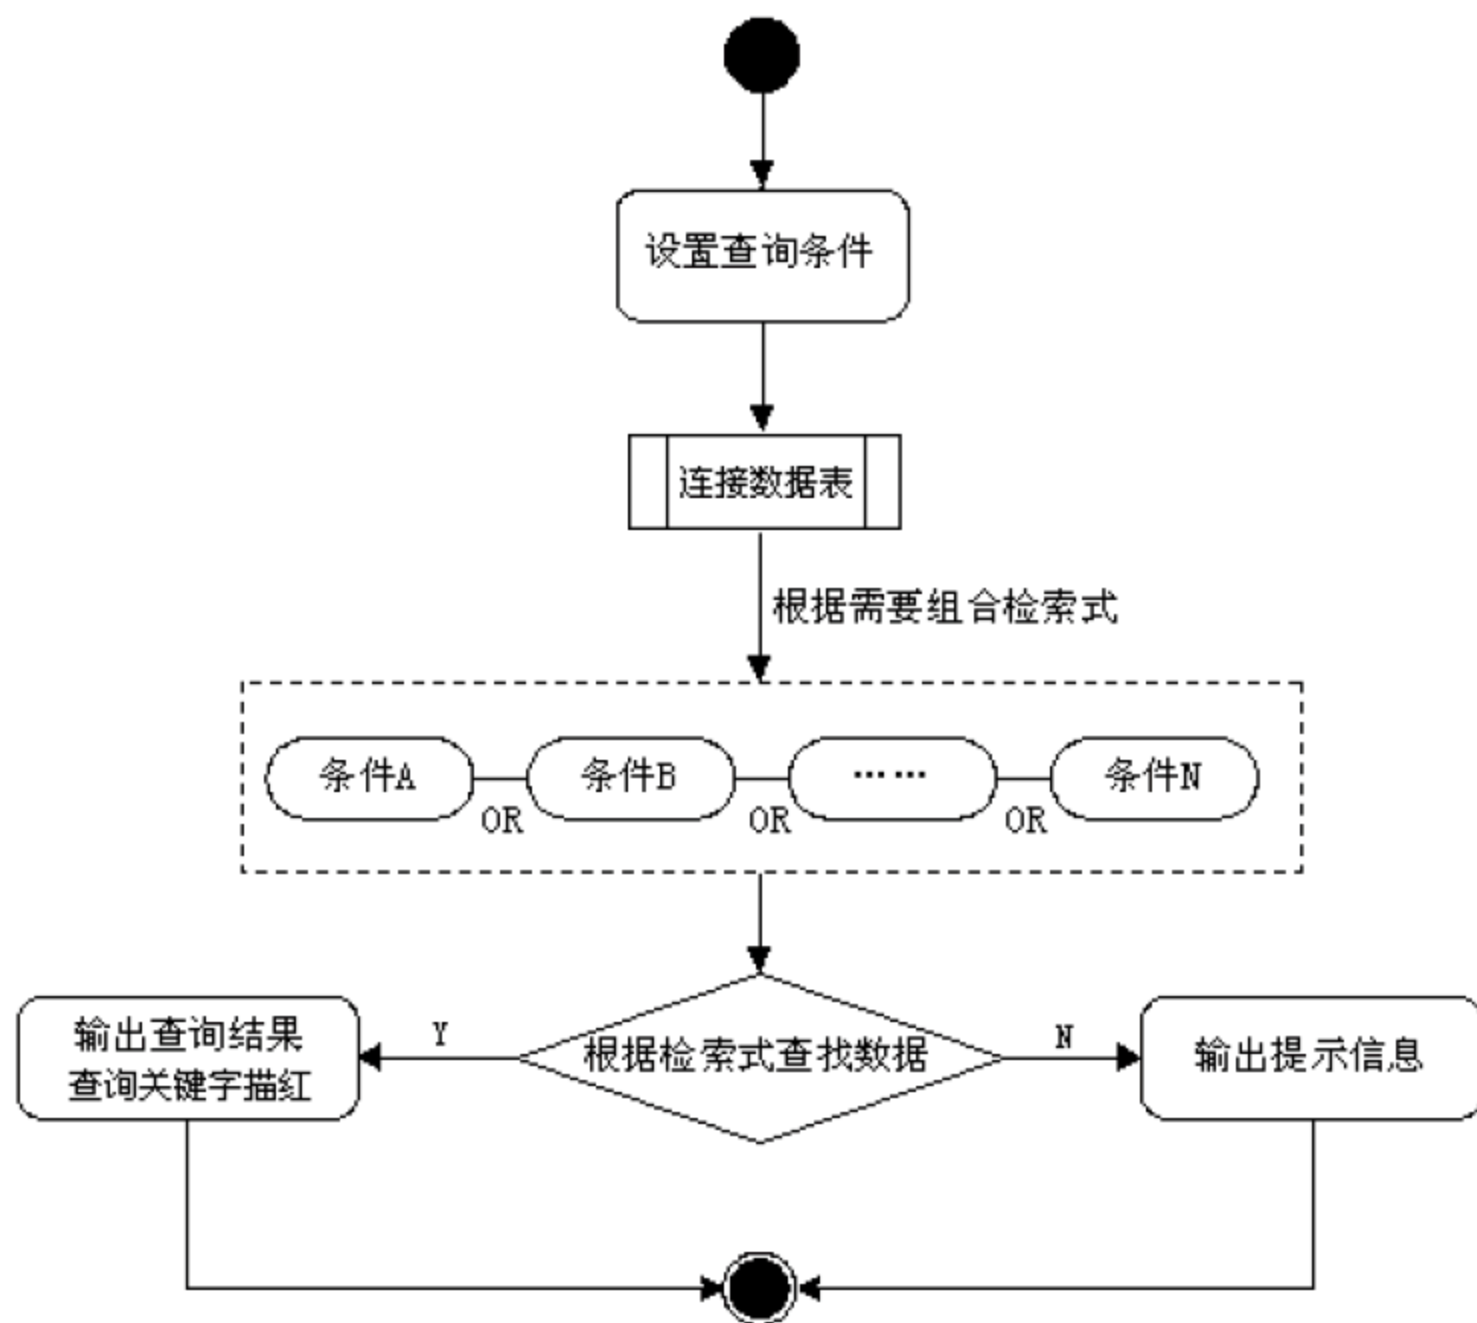 设置查询条件
连接数据表
根据需要组合检索式
条件A
条件B
……
条件N
OR
OR
OR
输出查询结果
查询关键字描红
Y
根据检索式查找数据
N
输出提示信息